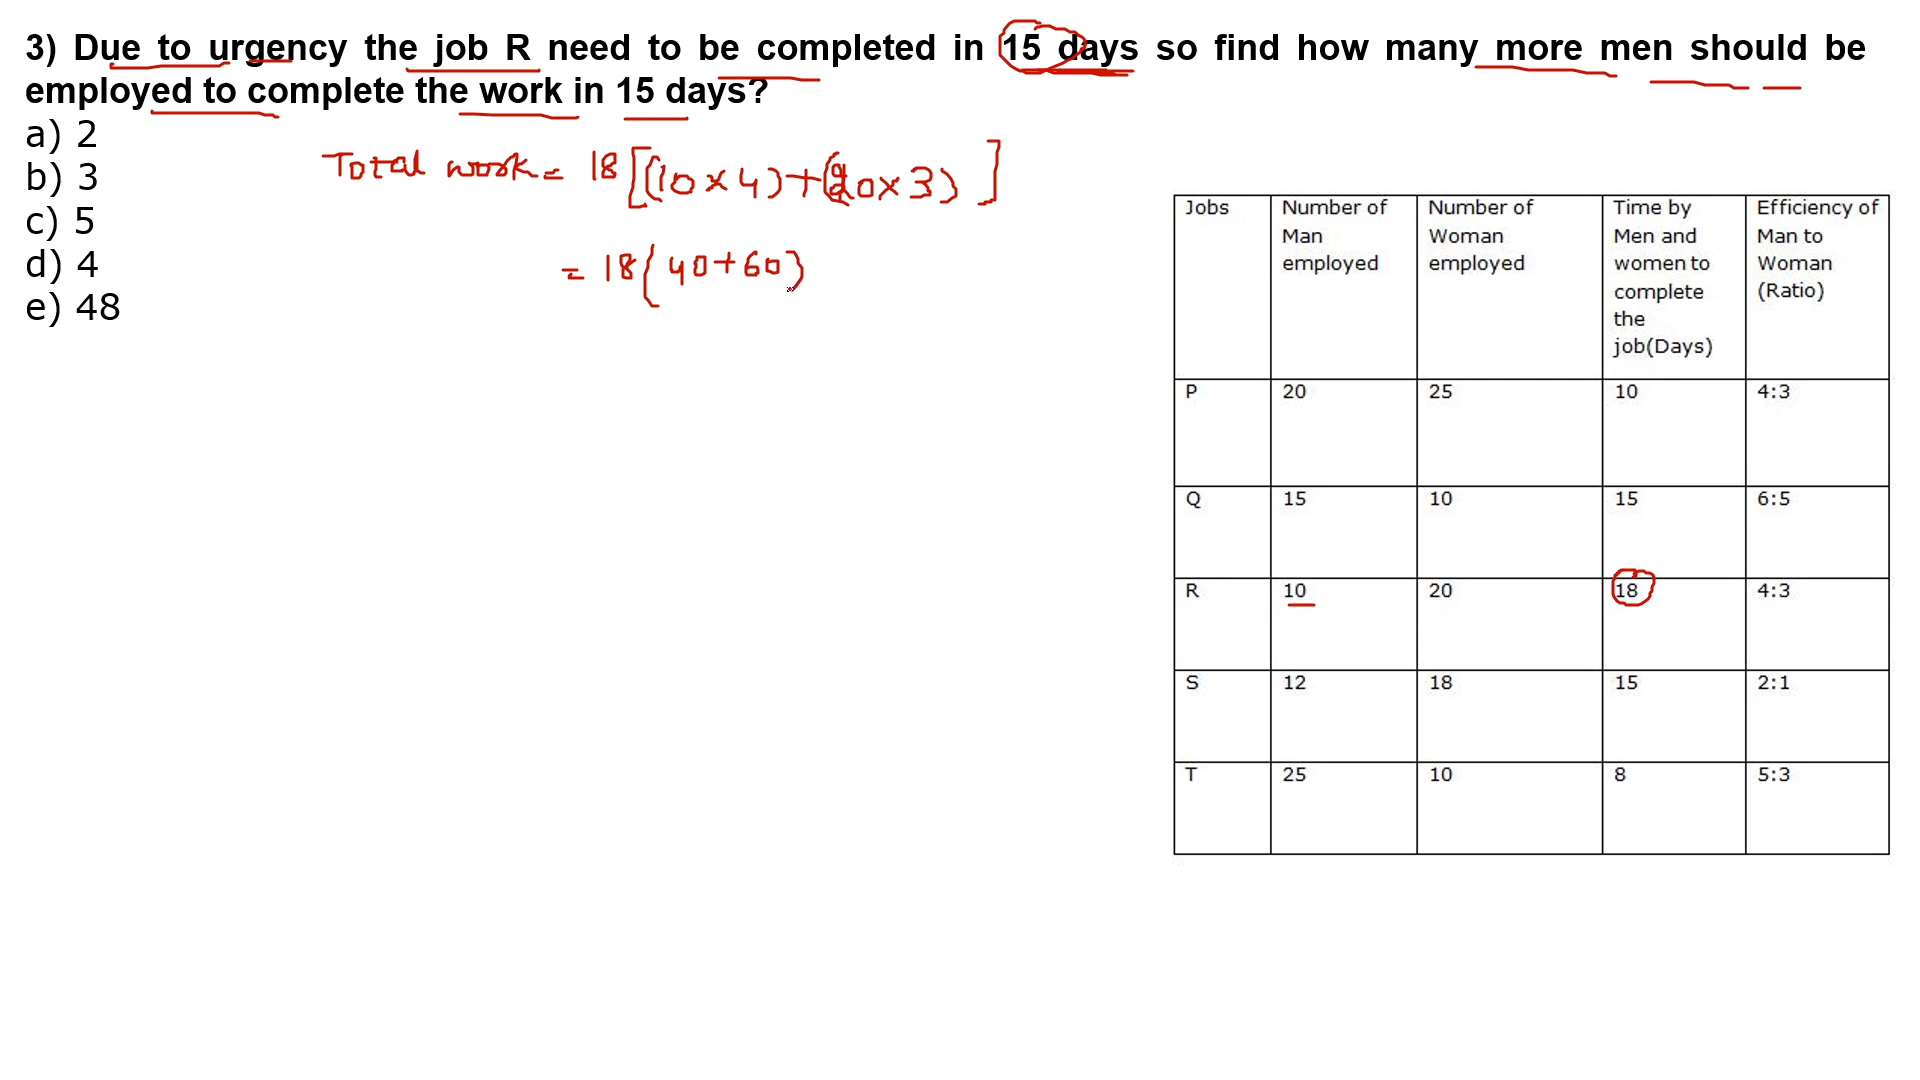 3) Due to urgency the job R need to be completed in 15 days so find how many more men should be
employed to complete the work in 15 days?
a) 2
b) 3
c) 5
d) 4
e) 48
Total work = 18 [(10 × 4) + (20 × 3)]
= 18 (40 + 60)
Jobs
Number of
Man
employed
Number of
Woman
employed
Time by
Men and
women to
complete
the
job(Days)
Efficiency of
Man to
Woman
(Ratio)
P 20 25 10 4:3
Q 15 10 15 6:5
R 10 20 18 4:3
S 12 18 15 2:1
T 25 10 8 5:3